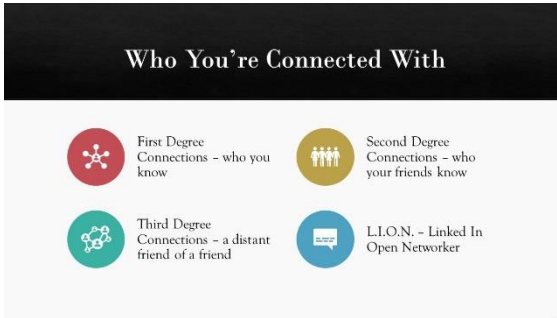 Who You're Connected With
First Degree
Connections – who you
know
Second Degree
Connections – who
your friends know
Third Degree
Connections – a distant
friend of a friend
L.I.O.N. – Linked In
Open Networker